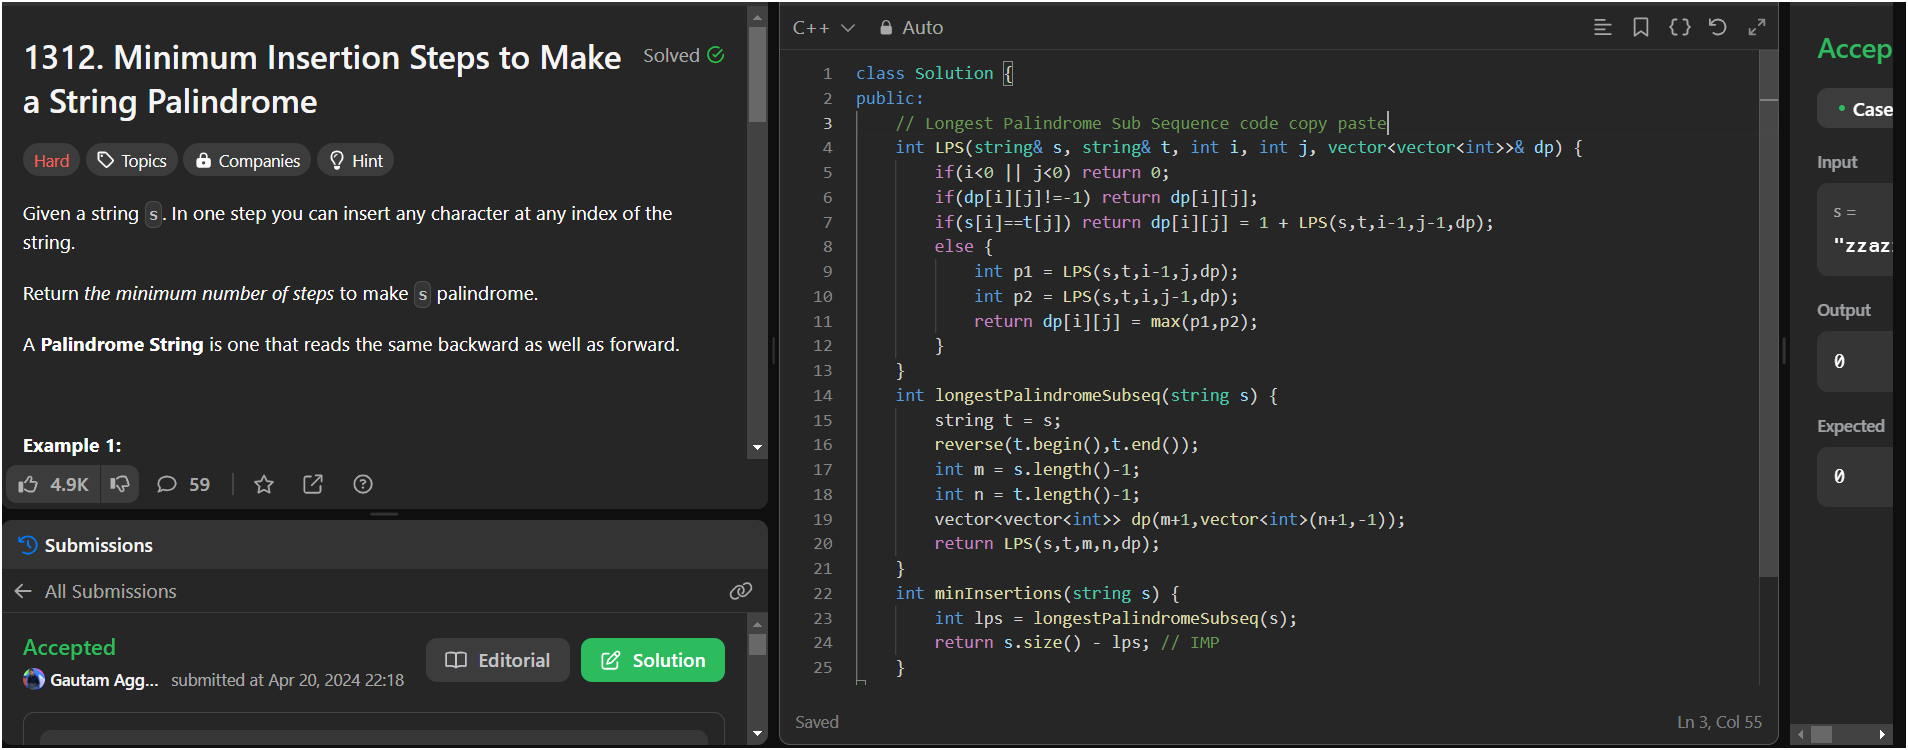 1312. Minimum Insertion Steps to Make
a String Palindrome
Solved
Hard
Topics
Companies
Hint
Given a string s. In one step you can insert any character at any index of the
string.
Return the minimum number of steps to make s palindrome.
A Palindrome String is one that reads the same backward as well as forward.
Example 1:
4.9K
59
Submissions
All Submissions
Accepted
Gautam Agg... submitted at Apr 20, 2024 22:18
Editorial
Solution
C++
Auto
1 class Solution {
2 public:
3 // Longest Palindrome Sub Sequence code copy paste
4 int LPS(string& s, string& t, int i, int j, vector<vector<int>>& dp) {
5 if(i<0 || j<0) return 0;
6 if(dp[i][j]!=-1) return dp[i][j];
7 if(s[i]==t[j]) return dp[i][j] = 1 + LPS(s,t,i-1,j-1,dp);
8 else {
9 int p1 = LPS(s,t,i-1,j,dp);
10 int p2 = LPS(s,t,i,j-1,dp);
11 return dp[i][j] = max(p1,p2);
12 }
13 }
14 int longestPalindromeSubseq(string s) {
15 string t = s;
16 reverse(t.begin(),t.end());
17 int m = s.length()-1;
18 int n = t.length()-1;
19 vector<vector<int>> dp(m+1,vector<int>(n+1,-1));
20 return LPS(s,t,m,n,dp);
21 }
22 int minInsertions(string s) {
23 int lps = longestPalindromeSubseq(s);
24 return s.size() - lps; // IMP
25 }
Saved
Ln 3, Col 55
Accep
Case
Input
s =
"zzaz
Output
0
Expected
0